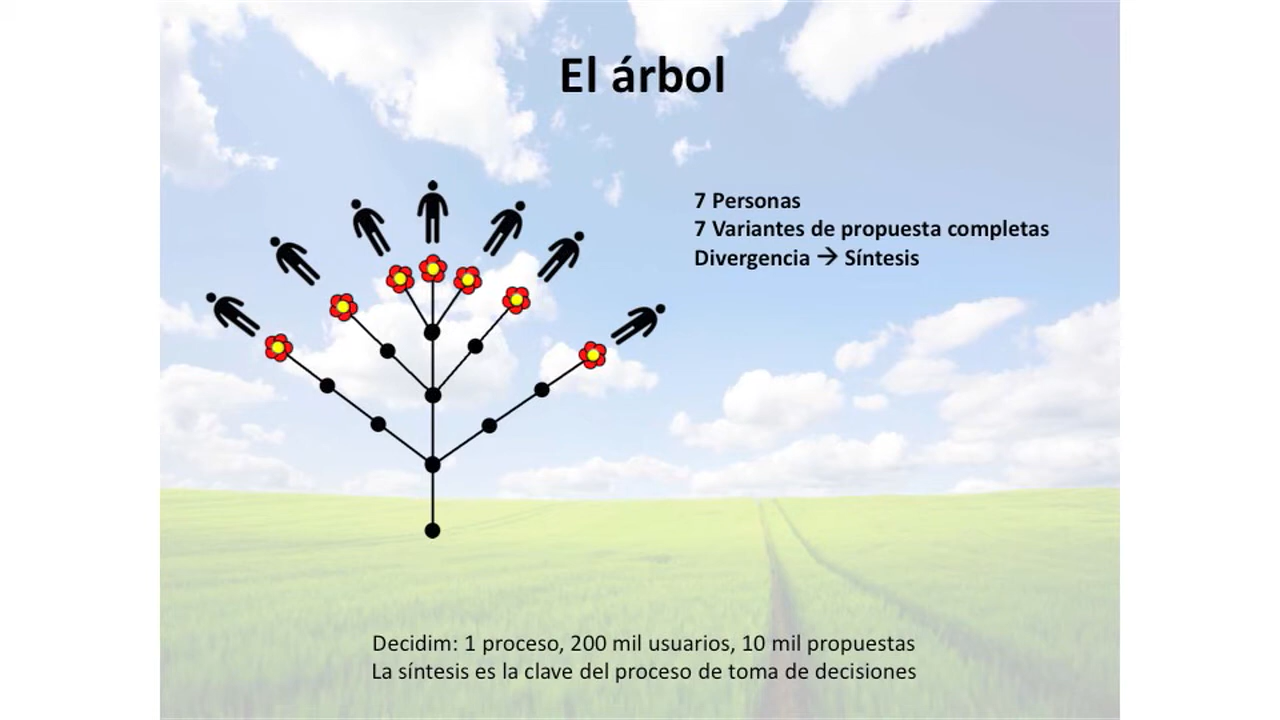 El árbol
7 Personas
7 Variantes de propuesta completas
Divergencia → Síntesis
Decidim: 1 proceso, 200 mil usuarios, 10 mil propuestas
La síntesis es la clave del proceso de toma de decisiones